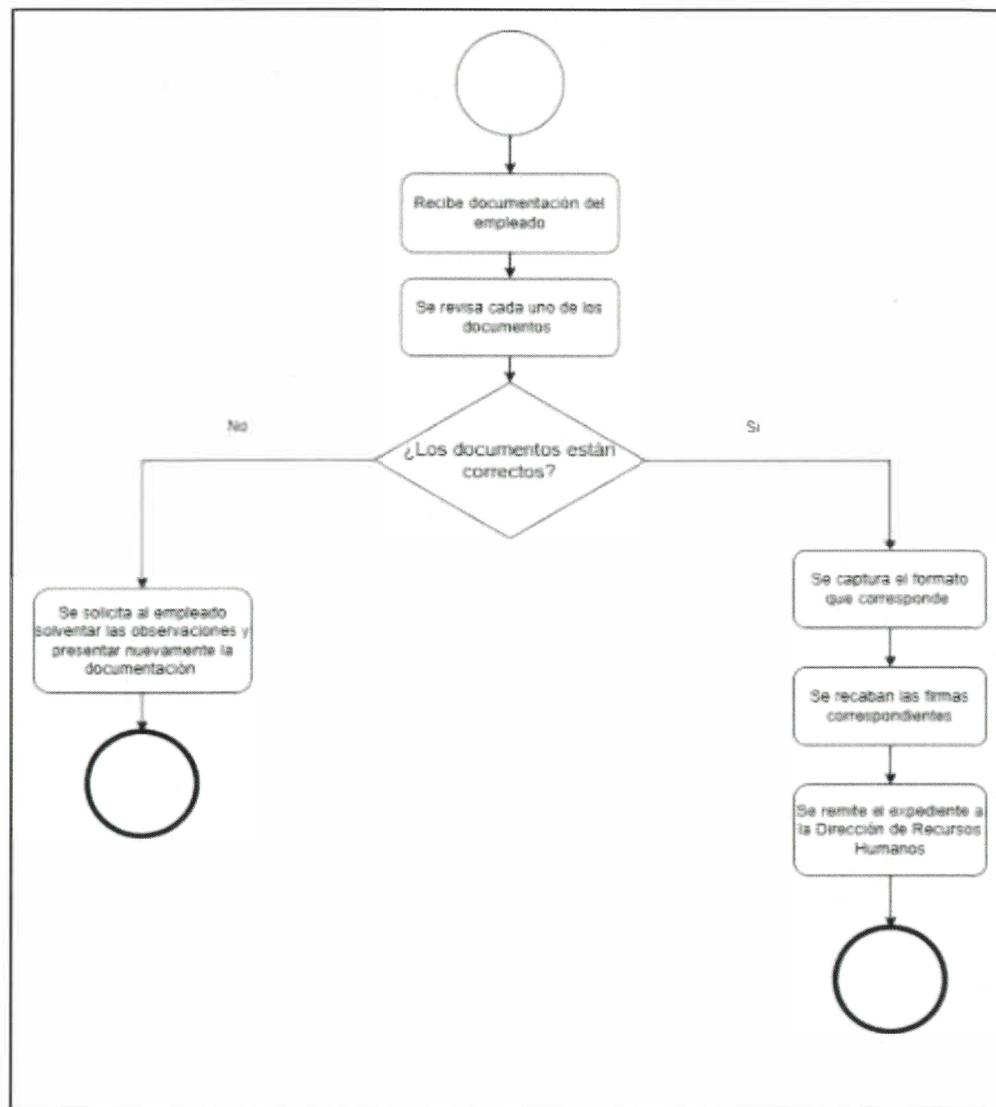 Recibe documentación del
empleado
Se revisa cada uno de los
documentos
¿Los documentos están
correctos?
No
Si
Se solicita al empleado
solventar las observaciones y
presentar nuevamente la
documentación
Se captura el formato
que corresponde
Se recaban las firmas
correspondientes
Se remite el expediente a
la Dirección de Recursos
Humanos